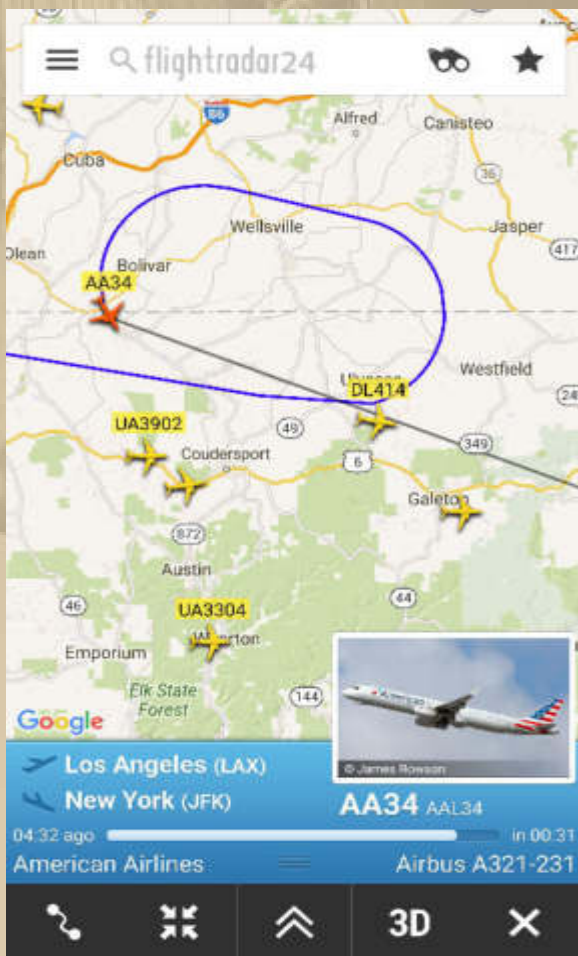 flightradar24
86
Alfred
Canisteo
Cuba
36
Wellsville
Jasper
417
Olean
Bolivar
AA34
Westfield
DL414
UA3902
49
Coudersport
6
349
Galeton
872
Austin
46
UA3304
44
Emporium
Elk State
Forest
144
Google
© James Rowson
Los Angeles (LAX)
New York (JFK)
AA34 AAL34
04:32 ago
in 00:31
American Airlines
Airbus A321-231
3D